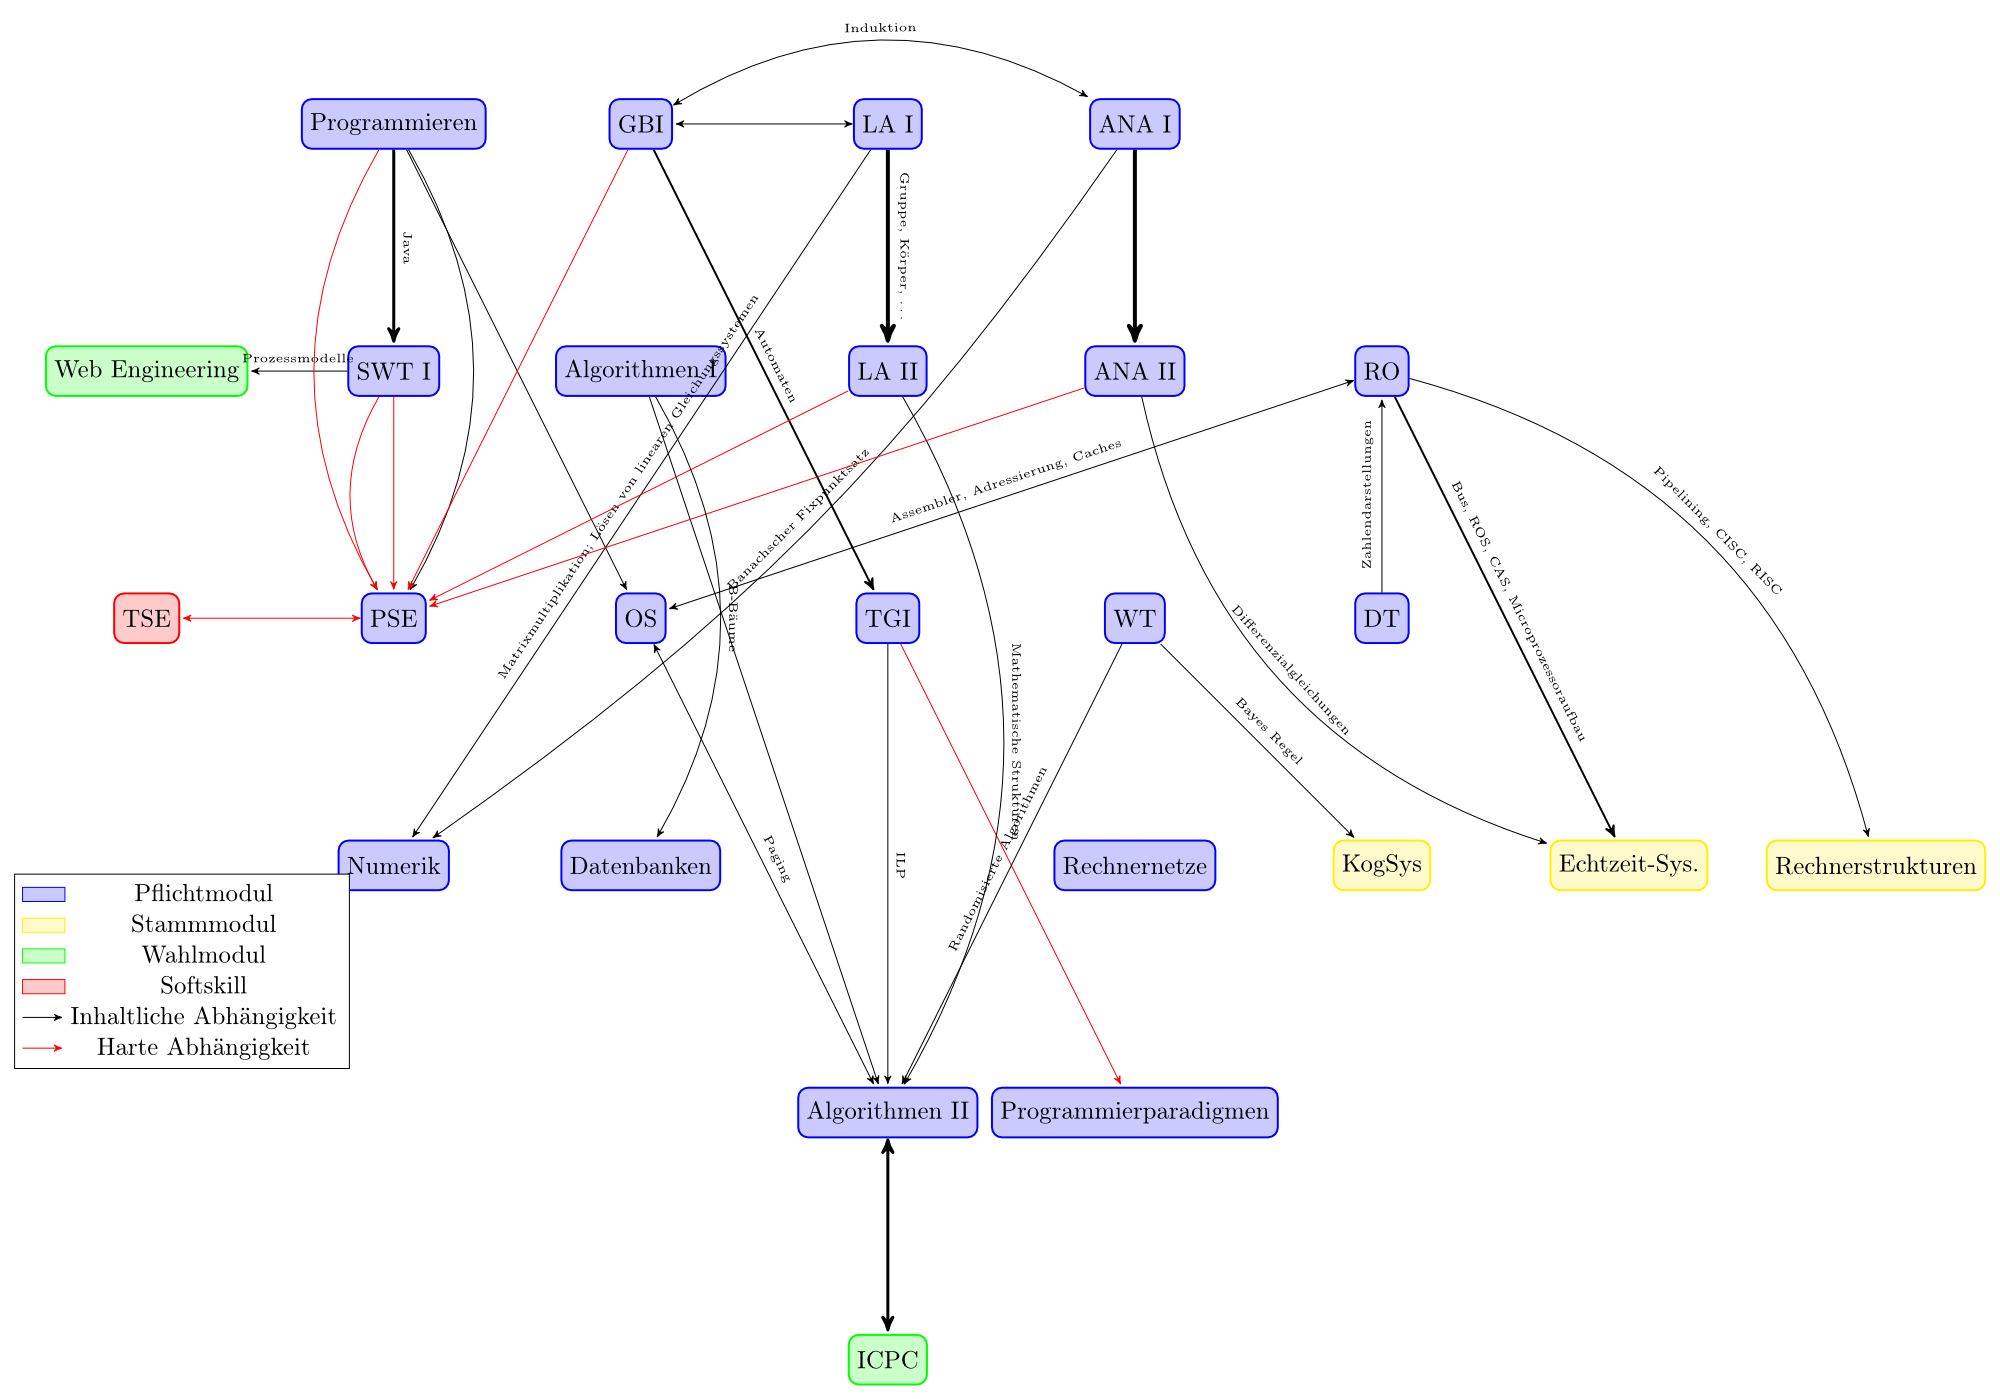 Induktion
Programmieren
GBI
LA I
ANA I
Java
Gruppe, Körper, . . .
Automaten
Matrixmultiplikation; Lösen von linearen Gleichungssystemen
Web Engineering
Prozessmodelle
SWT I
Algorithmen I
LA II
ANA II
RO
Banachscher Fixpunktsatz
Assembler, Adressierung, Caches
Zahlendarstellungen
Bus, ROS, CAS, Microprozessoraufbau
Pipelining, CISC, RISC
B-Bäume
TSE
PSE
OS
TGI
WT
DT
Differenzialgleichungen
Mathematische Strukturen
Bayes Regel
Randomisierte Algorithmen
Paging
ILP
Numerik
Datenbanken
Rechnernetze
KogSys
Echtzeit-Sys.
Rechnerstrukturen
Pflichtmodul
Stammmodul
Wahlmodul
Softskill
Inhaltliche Abhängigkeit
Harte Abhängigkeit
Algorithmen II
Programmierparadigmen
ICPC